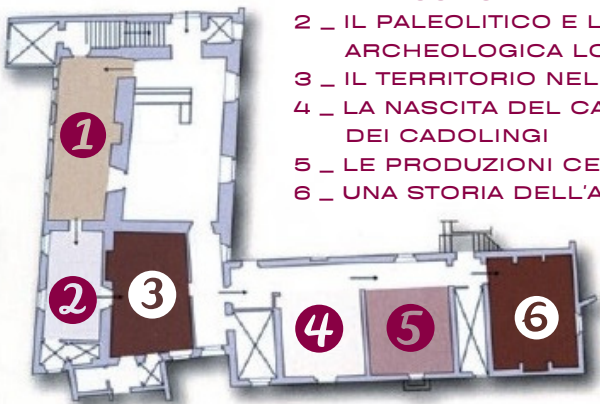 2 _ IL PALEOLITICO E L
ARCHEOLOGICA LO
3 _ IL TERRITORIO NEL
4 _ LA NASCITA DEL CA
DEI CADOLINGI
5 _ LE PRODUZIONI CE
6 _ UNA STORIA DELL'A
1
2
3
4
5
6